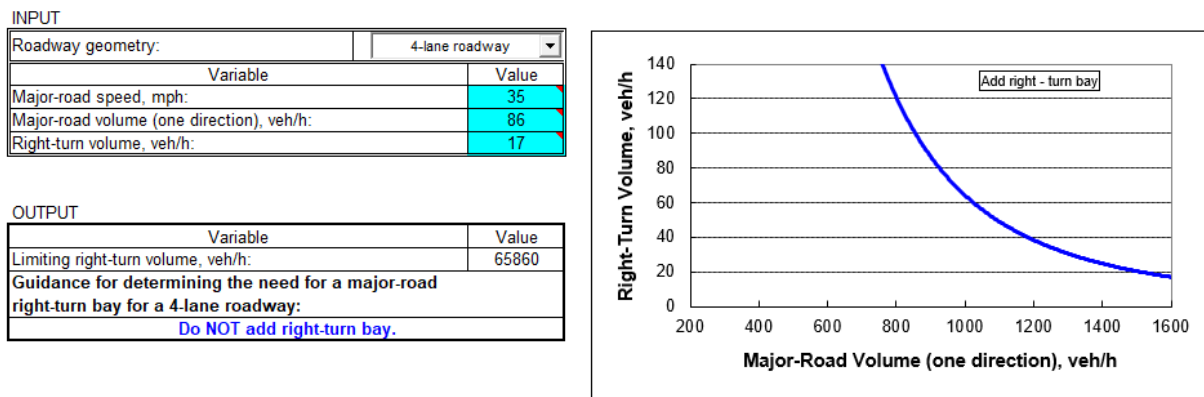 INPUT
Roadway geometry: 4-lane roadway
Variable Value
Major-road speed, mph: 35
Major-road volume (one direction), veh/h: 86
Right-turn volume, veh/h: 17
OUTPUT
Variable Value
Limiting right-turn volume, veh/h: 65860
Guidance for determining the need for a major-road
right-turn bay for a 4-lane roadway:
Do NOT add right-turn bay.
Right-Turn Volume, veh/h
140
120
100
80
60
40
20
0
Add right - turn bay
200 400 600 800 1000 1200 1400 1600
Major-Road Volume (one direction), veh/h